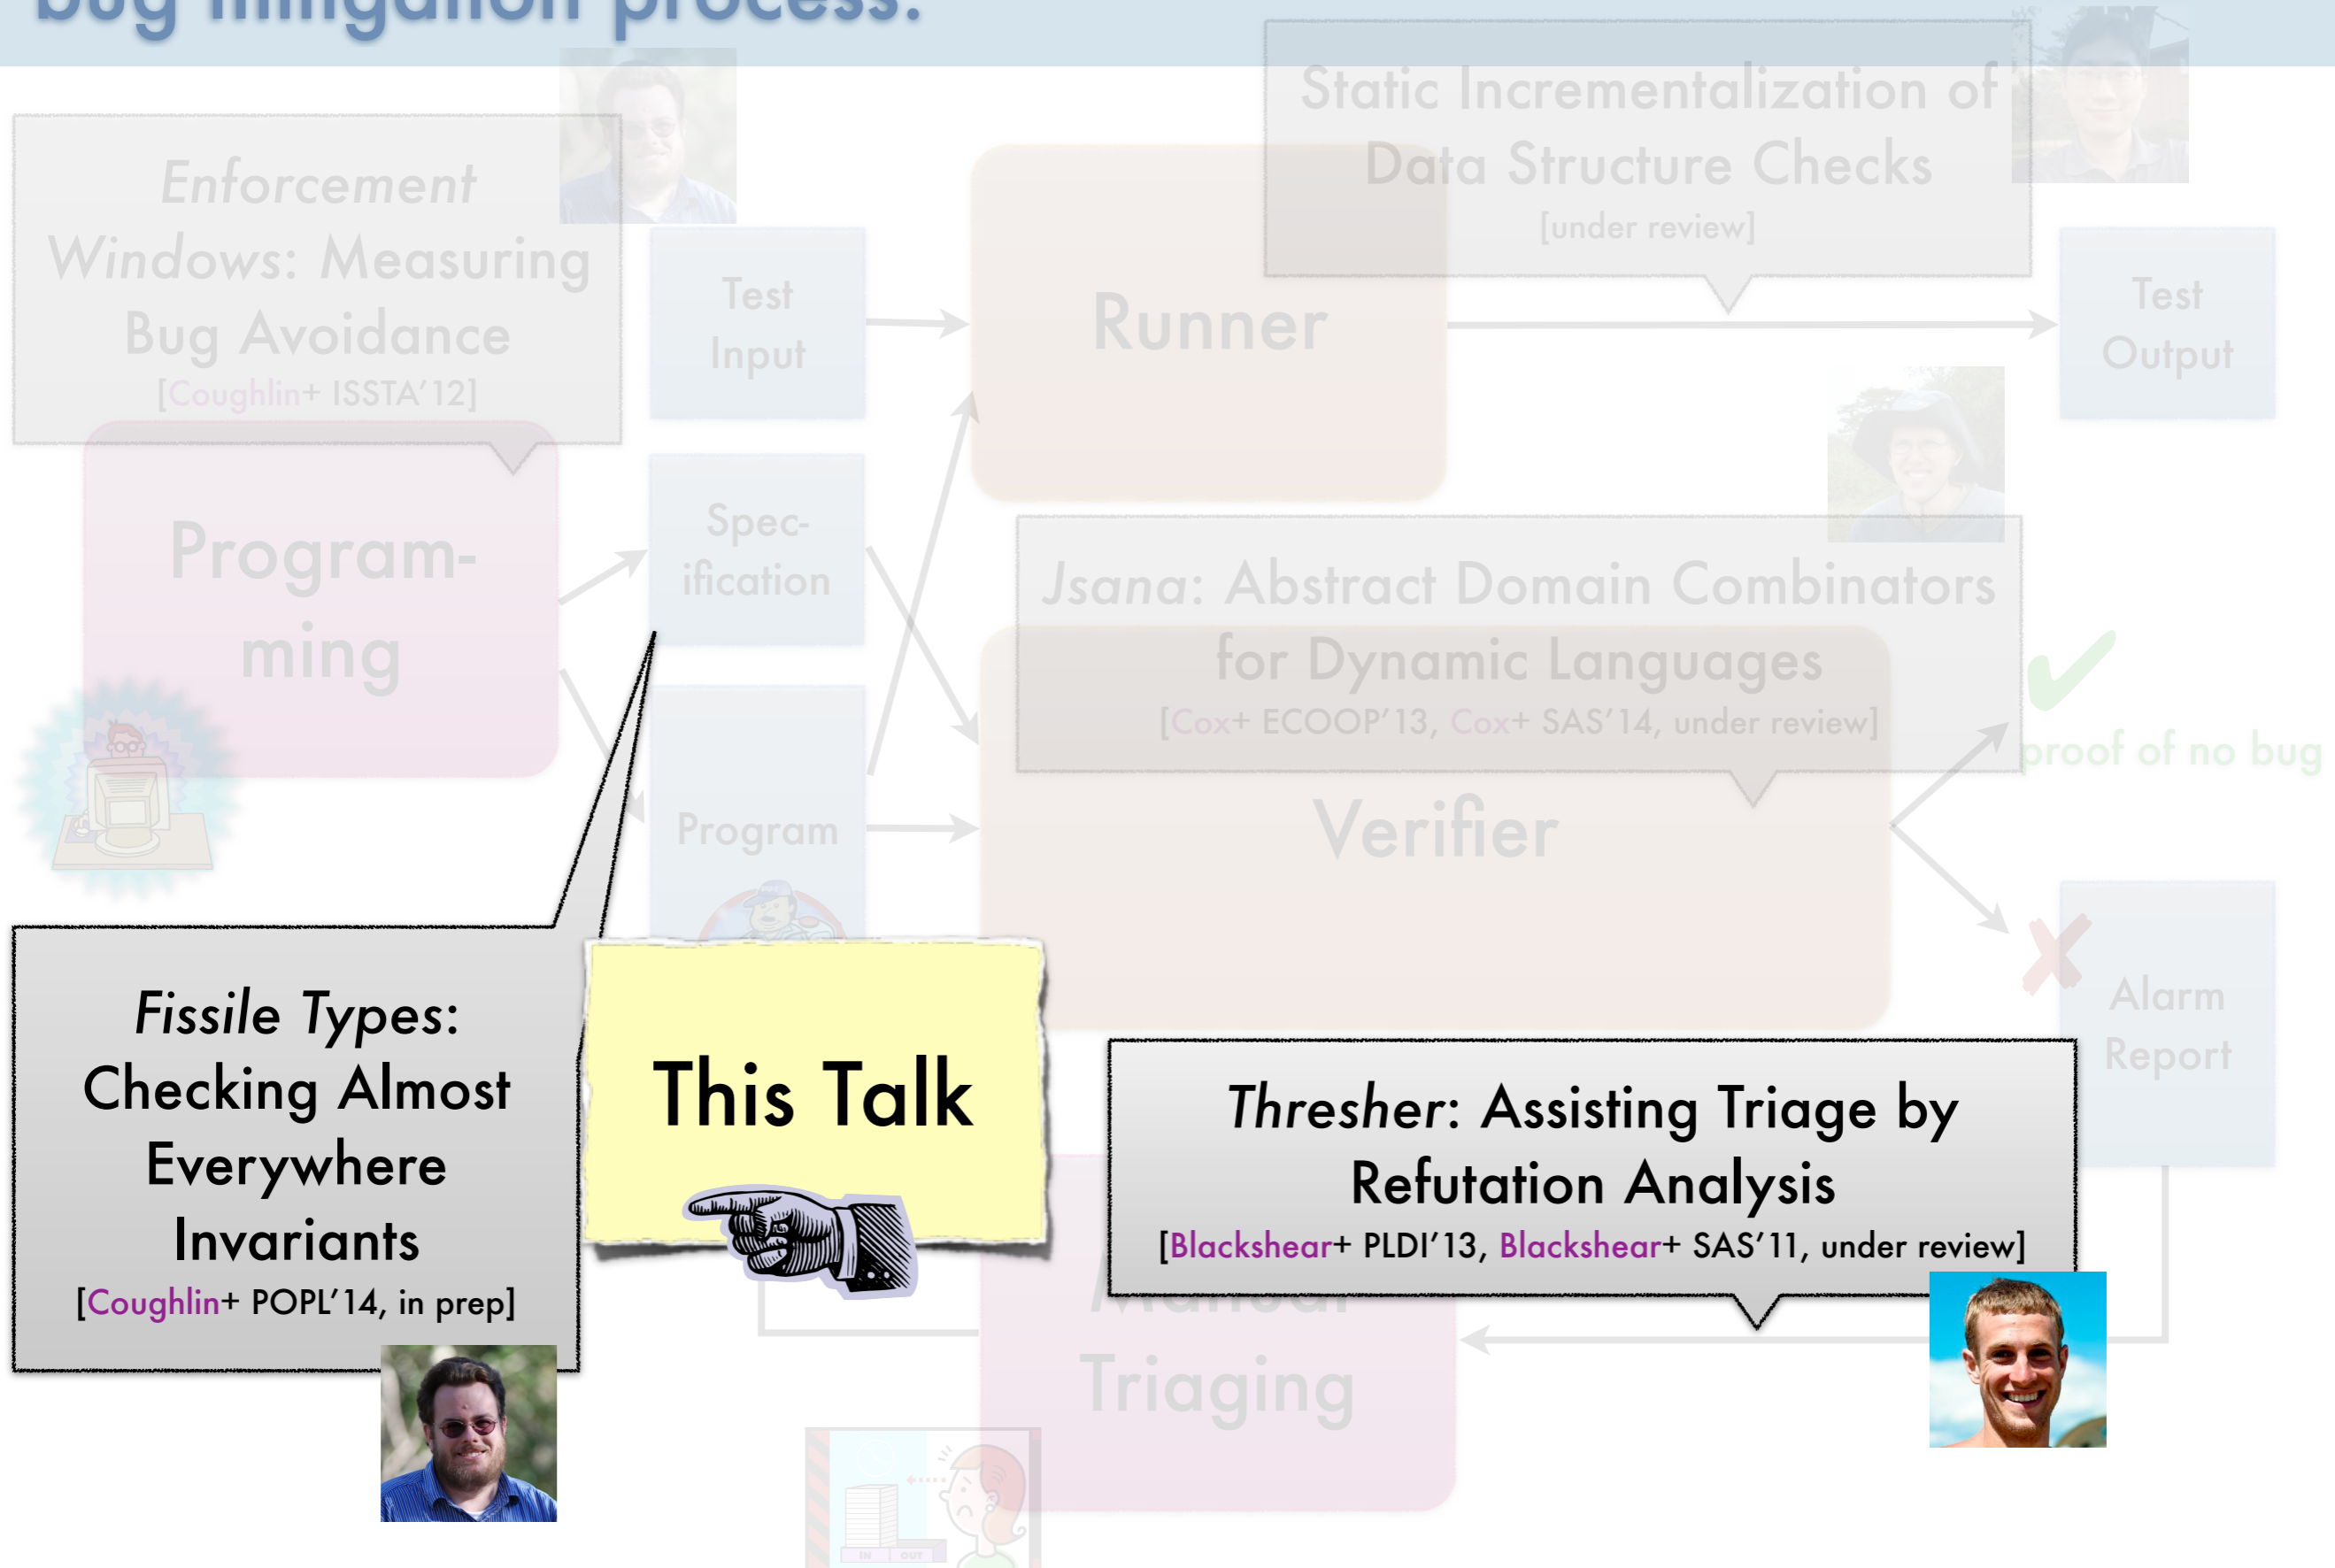 bug mitigation process.
Static Incrementalization of
Data Structure Checks
[under review]
Enforcement
Windows: Measuring
Bug Avoidance
[Coughlin+ ISSTA'12]
Test
Input
Runner
Test
Output
Program-
ming
Spec-
ification
Jsana: Abstract Domain Combinators
for Dynamic Languages
[Cox+ ECOOP'13, Cox+ SAS'14, under review]
✔
proof of no bug
Program
Verifier
✘
Alarm
Report
Fissile Types:
Checking Almost
Everywhere
Invariants
[Coughlin+ POPL'14, in prep]
This Talk
Thresher: Assisting Triage by
Refutation Analysis
[Blackshear+ PLDI'13, Blackshear+ SAS'11, under review]
Manual
Triaging
IN OUT